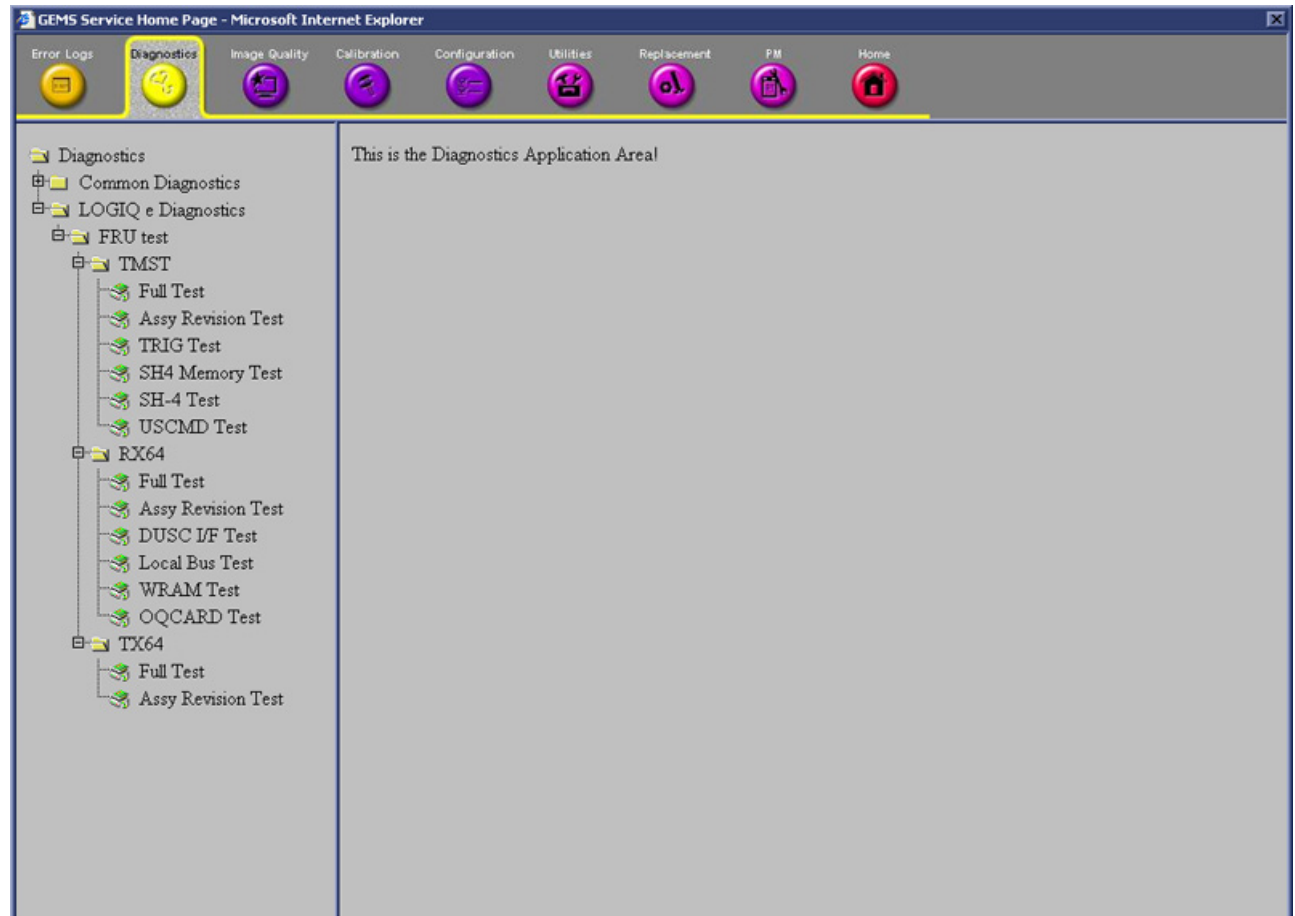 GEMS Service Home Page - Microsoft Internet Explorer
Error Logs Diagnostics Image Quality Calibration Configuration Utilities Replacement PM Home
Diagnostics
Common Diagnostics
LOGIQ e Diagnostics
FRU test
TMST
Full Test
Assy Revision Test
TRIG Test
SH4 Memory Test
SH-4 Test
USCMD Test
RX64
Full Test
Assy Revision Test
DUSC I/F Test
Local Bus Test
WRAM Test
OQCARD Test
TX64
Full Test
Assy Revision Test
This is the Diagnostics Application Area!